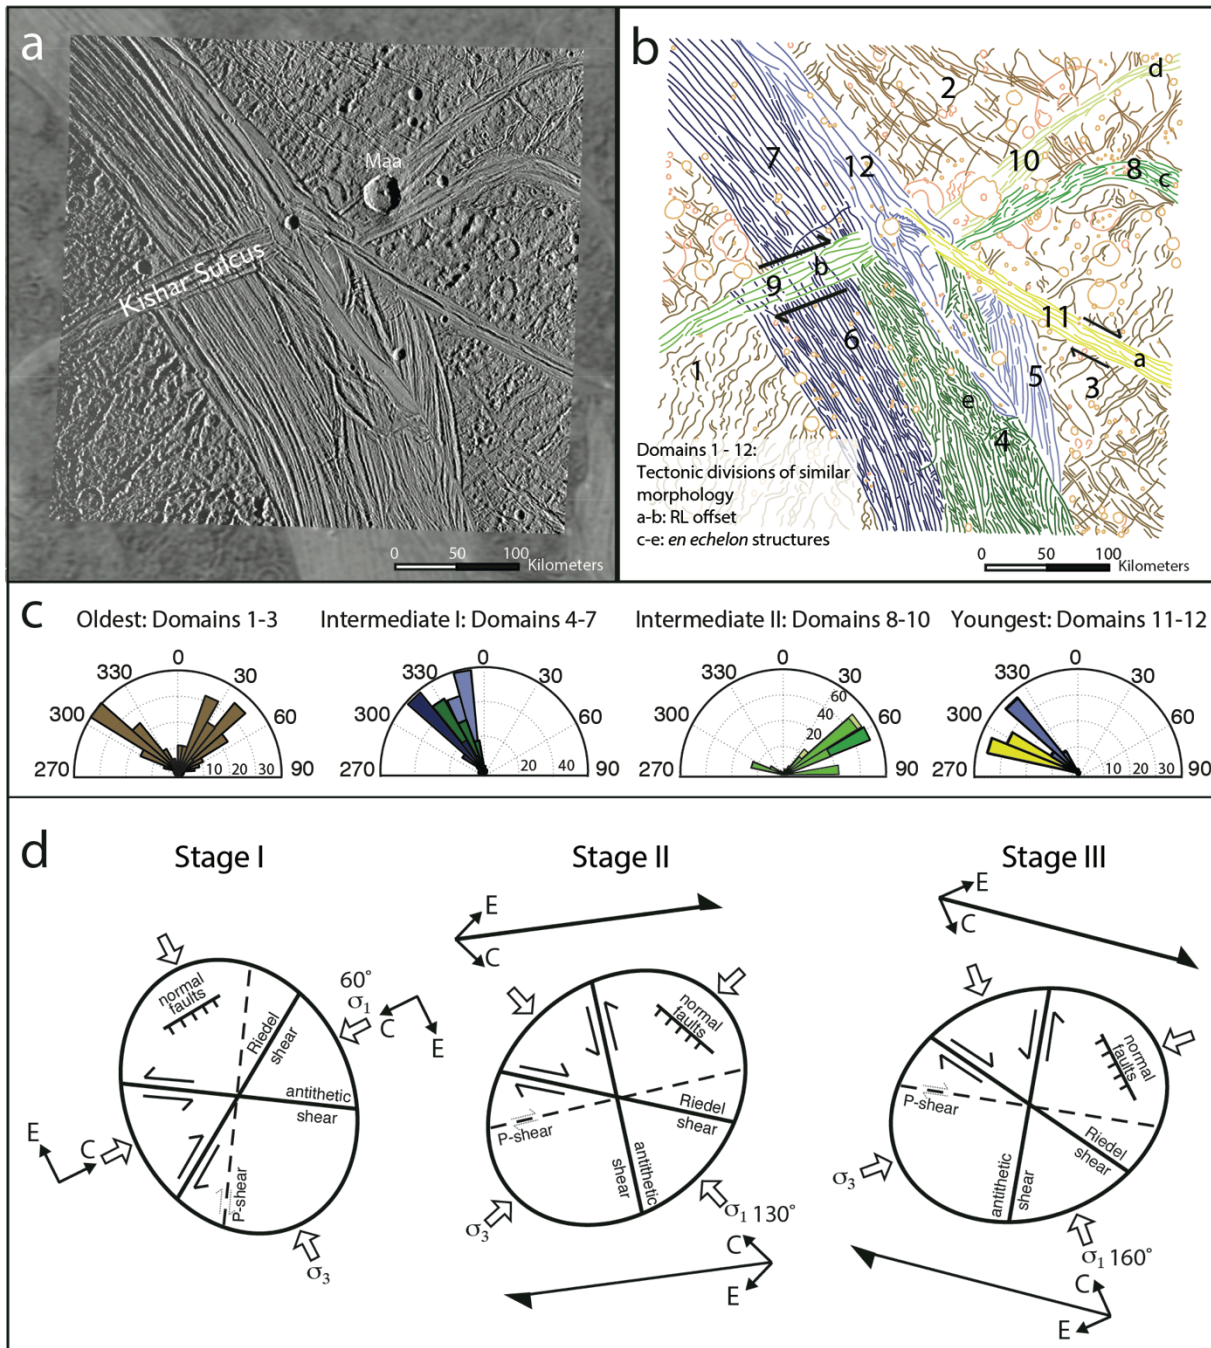 a
Maa
Kishar Sulcus
0 50 100
Kilometers
b
2
d
10
8
c
7
12
b
9
11
a
6
1
5
3
e
4
Domains 1 - 12:
Tectonic divisions of similar
morphology
a-b: RL offset
c-e: en echelon structures
0 50 100
Kilometers
c
Oldest: Domains 1-3
270 300 330 0 30 60 90
10 20 30
Intermediate I: Domains 4-7
270 300 330 0 30 60 90
20 40
Intermediate II: Domains 8-10
270 300 330 0 30 60 90
20 40 60
Youngest: Domains 11-12
270 300 330 0 30 60 90
10 20 30
d
Stage I
normal
faults
Riedel
shear
60°
σ1
C
E
antithetic
shear
E
C
P-shear
σ3
Stage II
E
C
normal
faults
P-shear
Riedel
shear
antithetic
shear
σ3
σ1 130°
C
E
Stage III
E
C
normal
faults
P-shear
Riedel
shear
antithetic
shear
σ3
σ1 160°
C
E